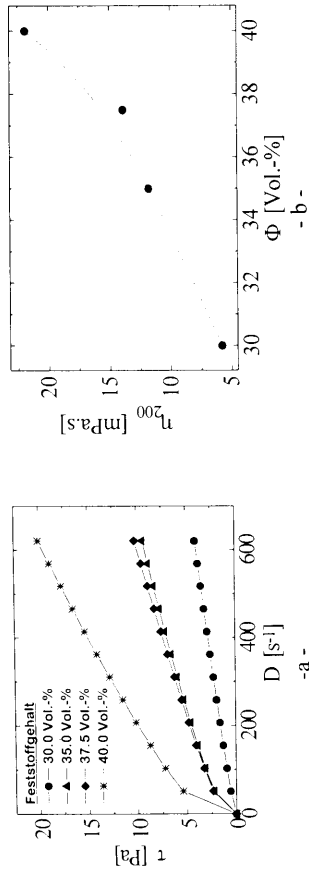 Feststoffgehalt
30.0 Vol.-%
35.0 Vol.-%
37.5 Vol.-%
40.0 Vol.-%
τ [Pa]
20
15
10
5
0
0
200
400
600
D [s⁻¹]
-a -
η₂₀₀ [mPa.s]
20
15
10
5
30
32
34
36
38
40
Φ [Vol.-%]
- b -